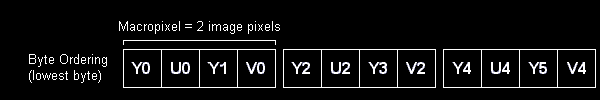 Macropixel = 2 image pixels
Byte Ordering
(lowest byte)
Y0 U0 Y1 V0 Y2 U2 Y3 V2 Y4 U4 Y5 V4